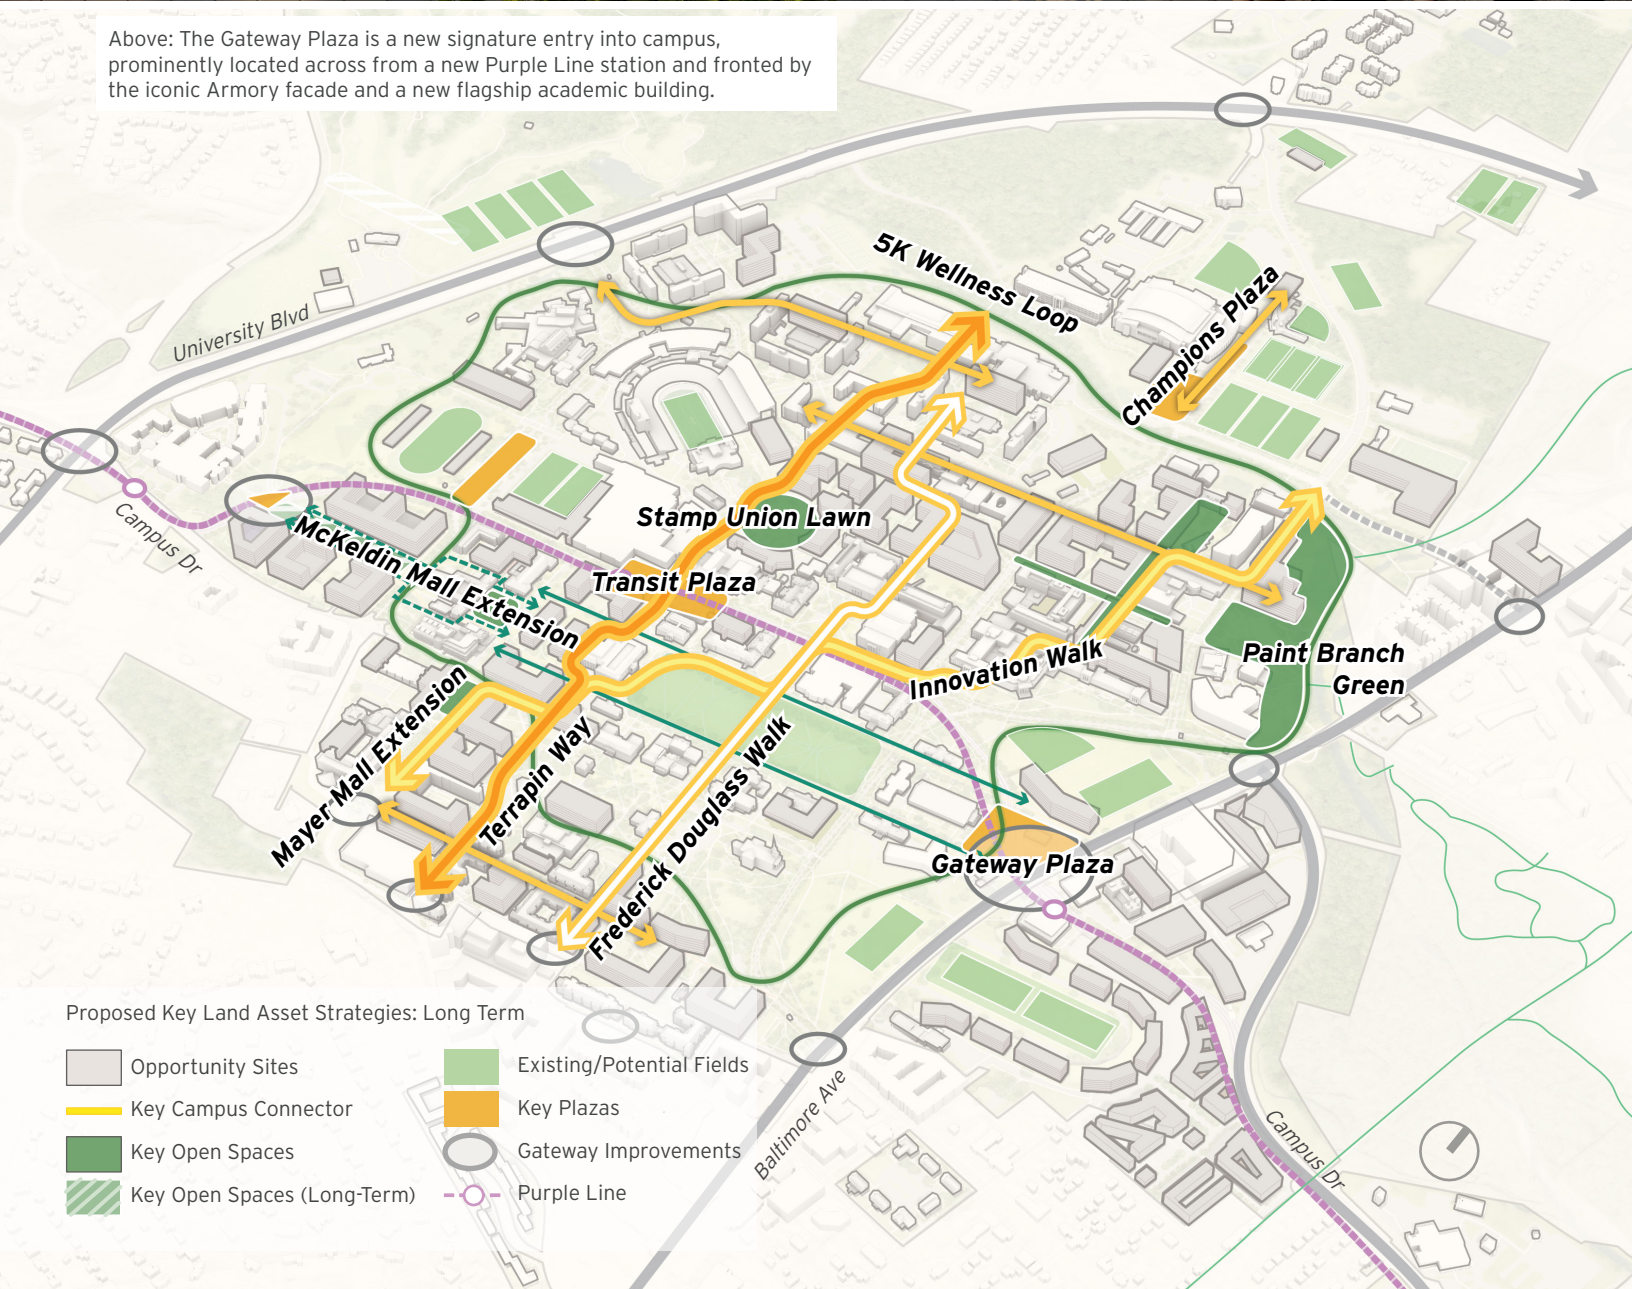 Above: The Gateway Plaza is a new signature entry into campus,
prominently located across from a new Purple Line station and fronted by
the iconic Armory facade and a new flagship academic building.
5K Wellness Loop
Champions Plaza
University Blvd
Campus Dr
McKeldin Mall Extension
Stamp Union Lawn
Transit Plaza
Innovation Walk
Paint Branch
Green
Mayer Mall Extension
Terrapin Way
Frederick Douglass Walk
Gateway Plaza
Baltimore Ave
Campus Dr
Proposed Key Land Asset Strategies: Long Term
Opportunity Sites
Key Campus Connector
Key Open Spaces
Key Open Spaces (Long-Term)
Existing/Potential Fields
Key Plazas
Gateway Improvements
Purple Line